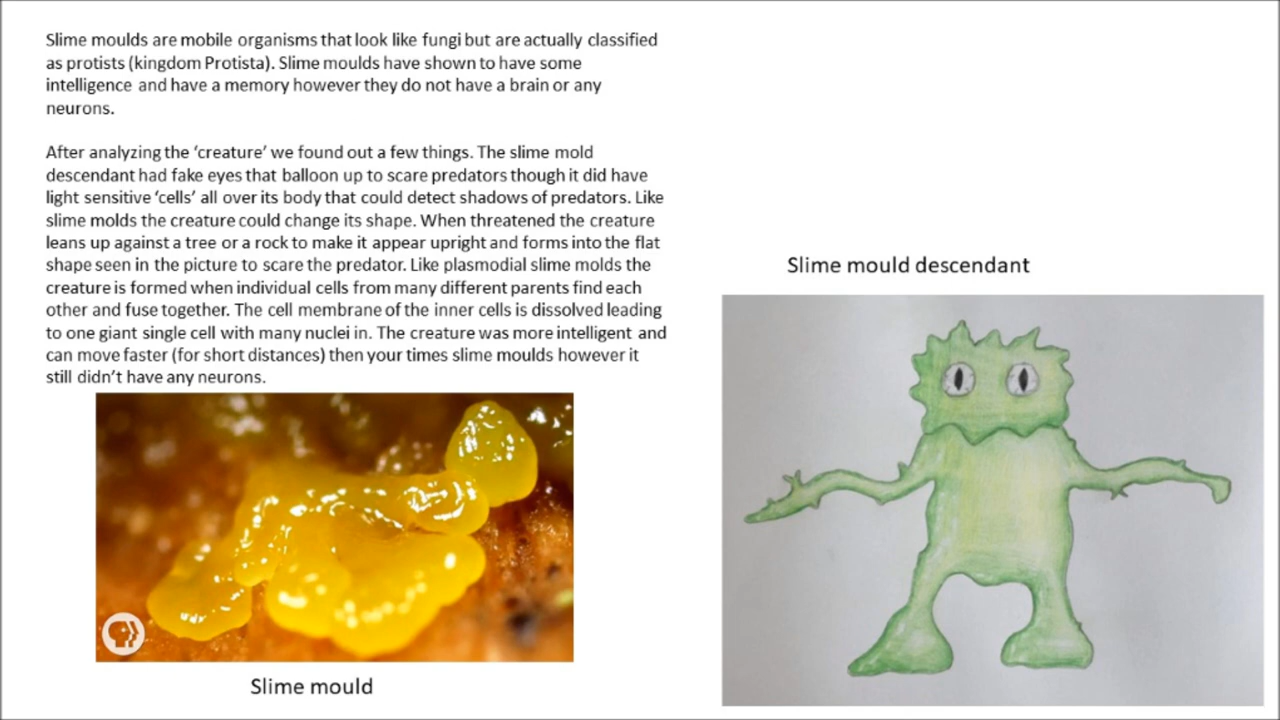 Slime moulds are mobile organisms that look like fungi but are actually classified
as protists (kingdom Protista). Slime moulds have shown to have some
intelligence and have a memory however they do not have a brain or any
neurons.
After analyzing the ‘creature’ we found out a few things. The slime mold
descendant had fake eyes that balloon up to scare predators though it did have
light sensitive ‘cells’ all over its body that could detect shadows of predators. Like
slime molds the creature could change its shape. When threatened the creature
leans up against a tree or a rock to make it appear upright and forms into the flat
shape seen in the picture to scare the predator. Like plasmodial slime molds the
creature is formed when individual cells from many different parents find each
other and fuse together. The cell membrane of the inner cells is dissolved leading
to one giant single cell with many nuclei in. The creature was more intelligent and
can move faster (for short distances) then your times slime moulds however it
still didn’t have any neurons.
Slime mould
Slime mould descendant